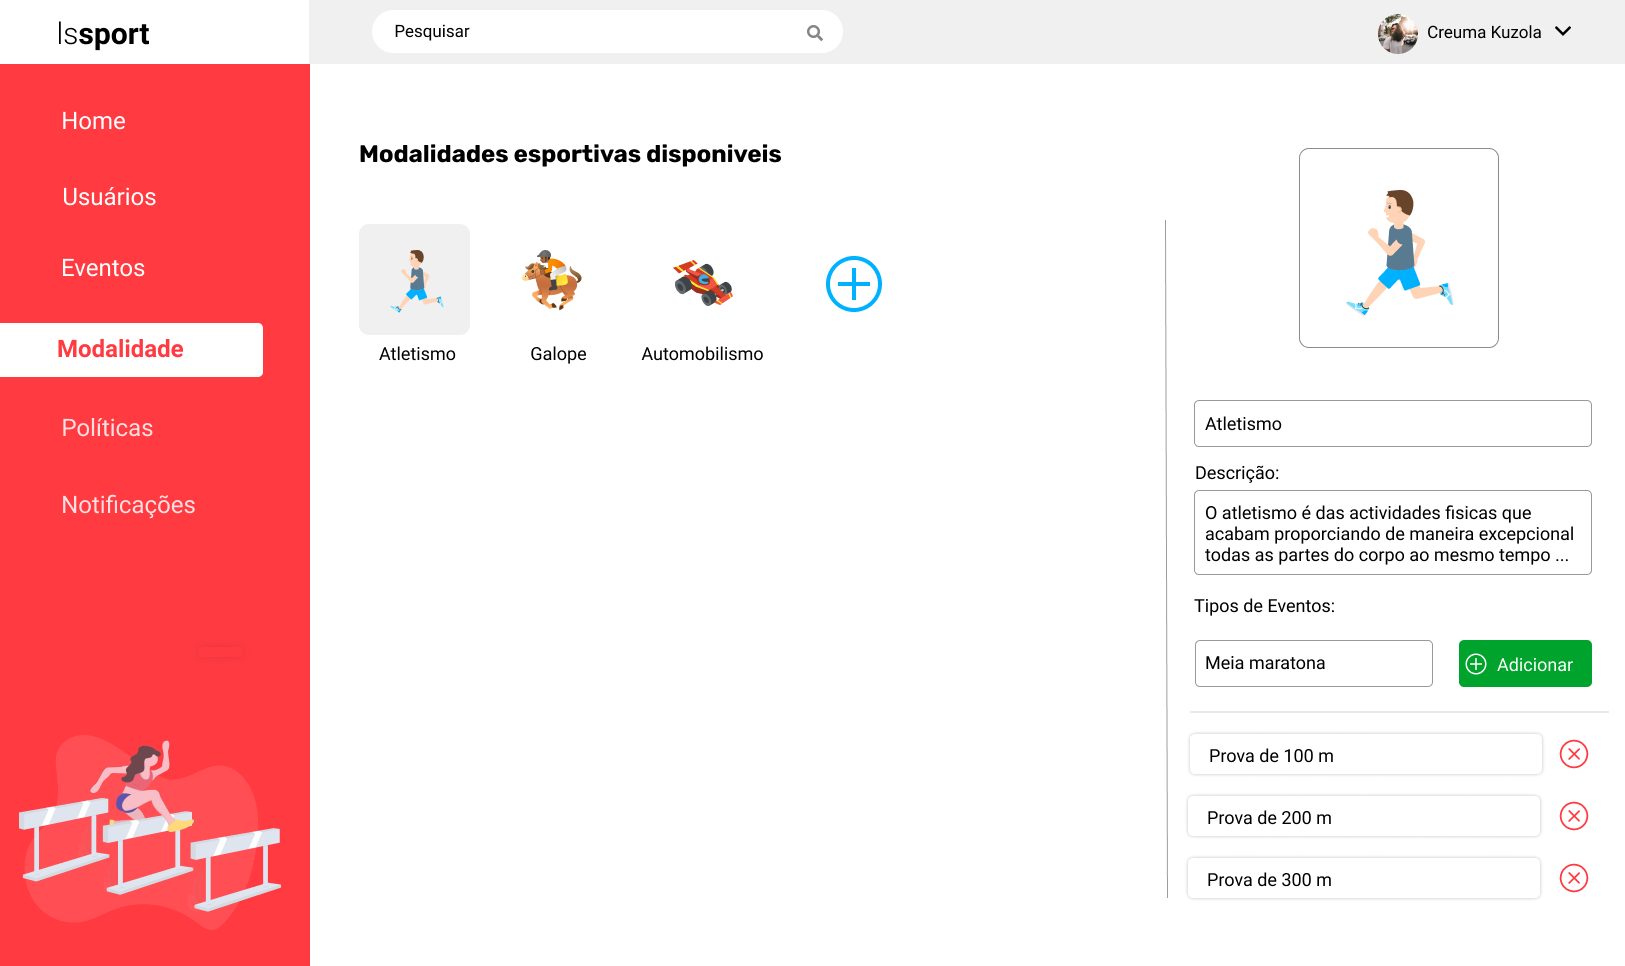 lssport
Pesquisar
Creuma Kuzola
Home
Usuários
Eventos
Modalidade
Políticas
Notificações
Modalidades esportivas disponiveis
Atletismo
Galope
Automobilismo
Atletismo
Descrição:
O atletismo é das actividades fisicas que
acabam proporciando de maneira excepcional
todas as partes do corpo ao mesmo tempo ...
Tipos de Eventos:
Meia maratona
Adicionar
Prova de 100 m
Prova de 200 m
Prova de 300 m